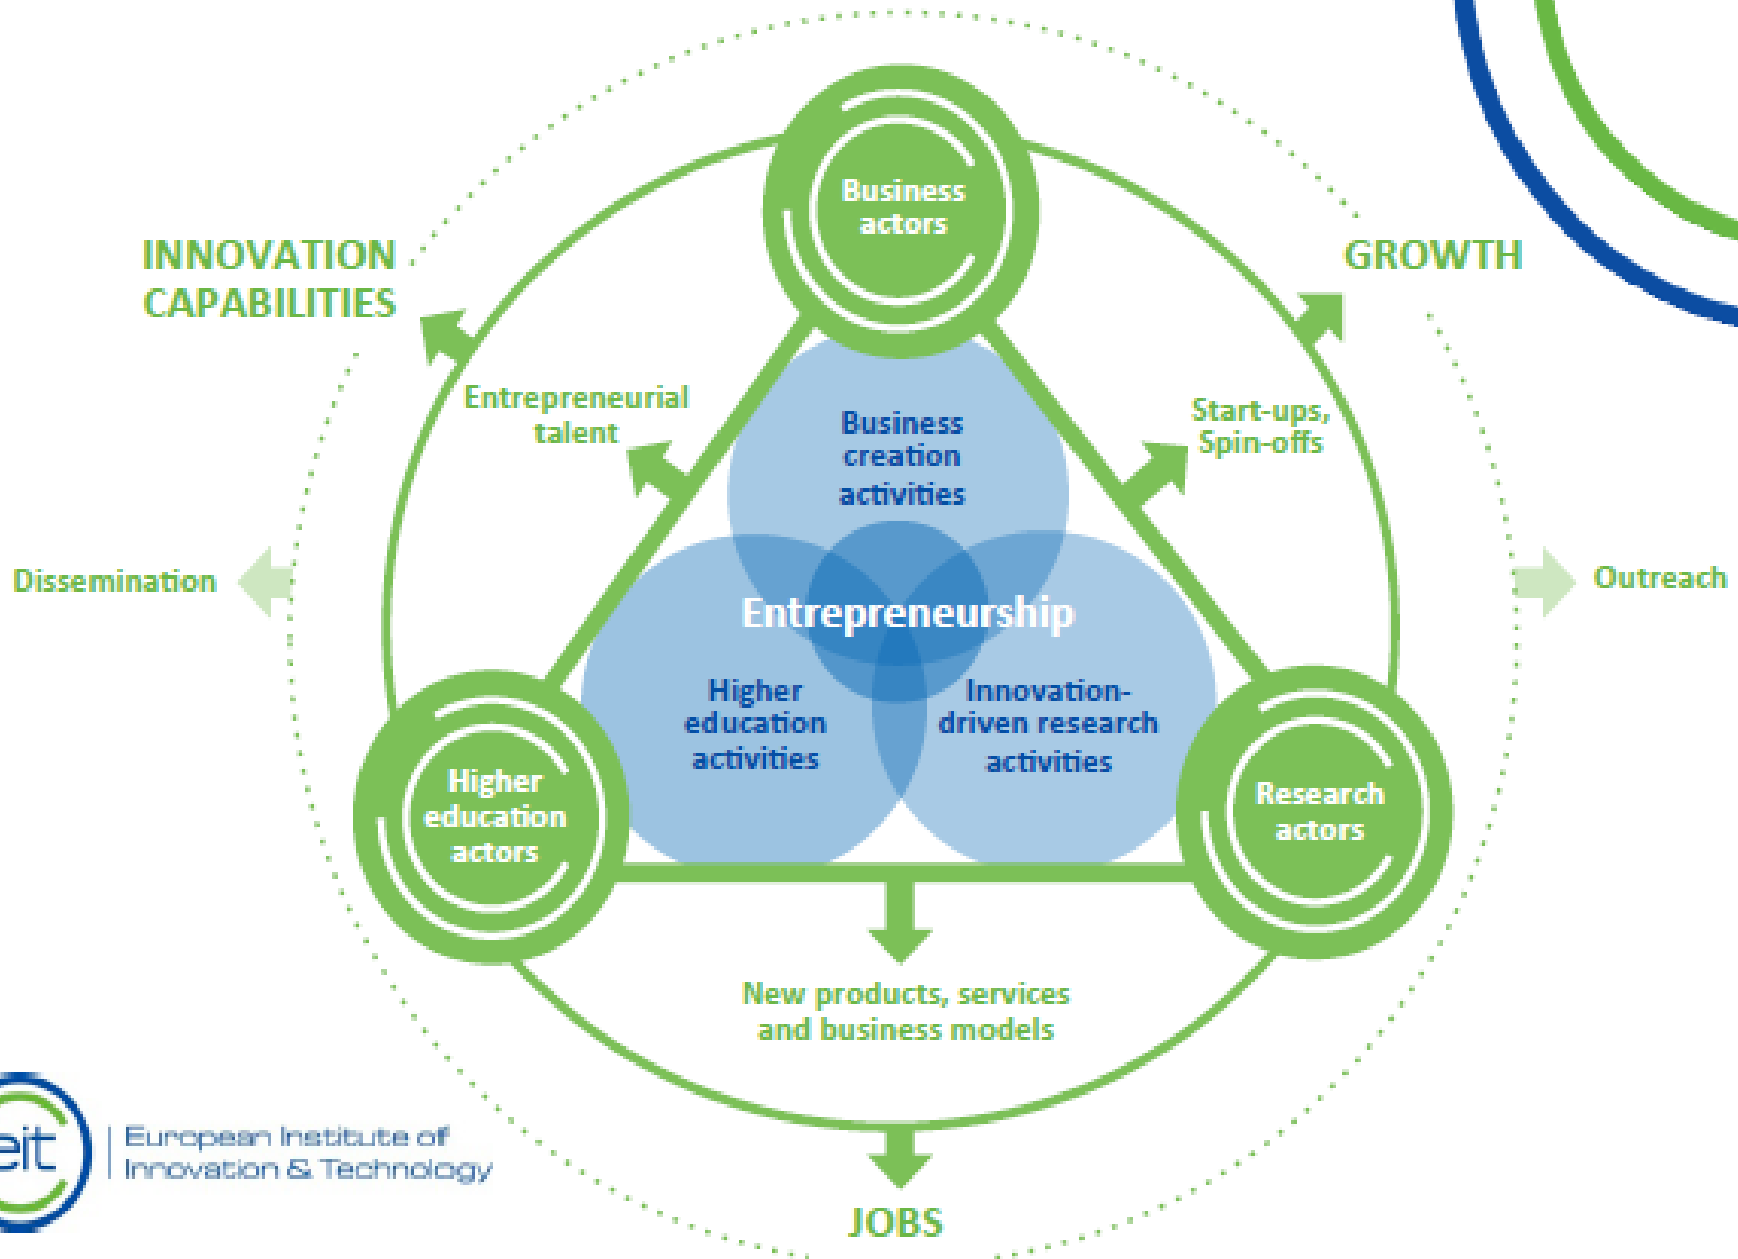 Business
actors
INNOVATION
CAPABILITIES
GROWTH
Entrepreneurial
talent
Start-ups,
Spin-offs
Business
creation
activities
Dissemination
Outreach
Entrepreneurship
Higher
education
activities
Innovation-
driven research
activities
Higher
education
actors
Research
actors
New products, services
and business models
eit
European Institute of
Innovation & Technology
JOBS